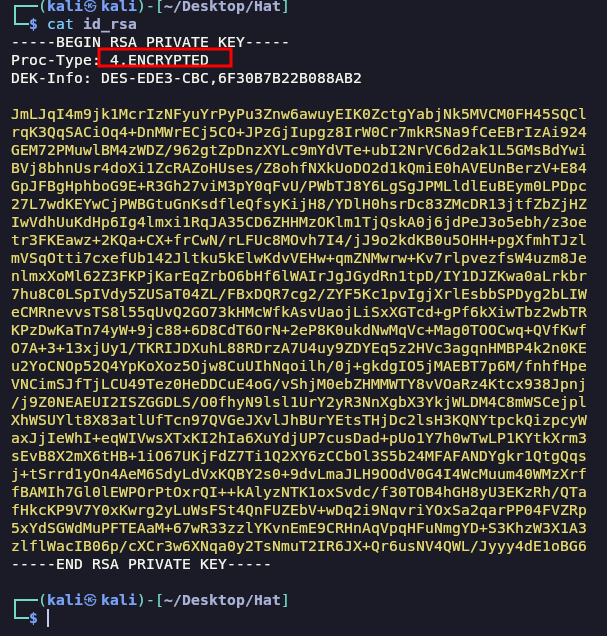 ┌──(kali㉿kali)-[~/Desktop/Hat]
└─$ cat id_rsa
-----BEGIN RSA PRIVATE KEY-----
Proc-Type: 4.ENCRYPTED
DEK-Info: DES-EDE3-CBC,6F30B7B22B088AB2
JmLJqI4m9jk1McrIzNFyuYrPyPu3Znw6awuyEIK0ZctgYabjNk5MVCM0FH45SQCl
rqK3QqSACiOq4+DnMWrECj5CO+JPzGjIupgz8IrW0Cr7mkRSNa9fCeEBrIzAi924
GEM72PMuwlBM4zWDZ/962gtZpDnzXYLc9mYdVTe+ubI2NrVC6d2ak1L5GMsBdYwi
BVj8bhnUsr4doXi1ZcRAZoHUses/Z8ohfNXkUoDO2d1kQmiE0hAVEUnBerzV+E84
GpJFBgHphboG9E+R3Gh27viM3pY0qFvU/PWbTJ8Y6LgSgJPMLldlEuBEym0LPDpc
27L7wdKEYwCjPWBGtuGnKsdfleQfsyKijH8/YDlH0hsrDc83ZMcDR13jtfZbZjHZ
IwVdhUuKdHp6Ig4lmxi1RqJA35CD6ZHHMzOKlm1TjQskA0j6jdPeJ3o5ebh/z3oe
tr3FKEawz+2KQa+CX+frCwN/rLFUc8MOvh7I4/jJ9o2kdKB0u5OHH+pgXfmhTJzl
mVSqOtti7cxefUb142Jltku5kElwKdvVEHw+qmZNMwrw+Kv7rlpvezfsW4uzm8Je
nlmxXoMl62Z3FKPjKarEqZrbO6bHf6lWAIrJgJGydRn1tpD/IY1DJZKwa0aLrkbr
7hu8C0LSpIVdy5ZUSaT04ZL/FBxDQR7cg2/ZYF5Kc1pvIgjXrlEsbbSPDyg2bLIW
eCMRnevvsTS8l55qUvQ2GO73kHMcWfkAsvUaojLiSxXGTcd+gPf6kXiwTbz2wbTR
KPzDwKaTn74yW+9jc88+6D8CdT6OrN+2eP8K0ukdNwMqVc+Mag0TOOCwq+QVfKwf
O7A+3+13xjUy1/TKRIJDXuhL88RDrzA7U4uy9ZDYEq5z2HVc3agqnHMBP4k2n0KE
u2YoCNOp52Q4YpKoXoz5Ojw8CuUIhNqoilh/0j+gkdgIO5jMAEBT7p6M/fnhfHpe
VNCimSJfTjLCU49Tez0HeDDCuE4oG/vShjM0ebZHMMWTY8vVOaRz4Ktcx938Jpnj
/j9Z0NEAEUI2ISZGGDLS/O0fhyN9lsl1UrY2yR3NnXgbX3YkjWLDM4C8mWSCejpl
XhWSUYlt8X83atlUfTcn97QVGeJXvlJhBUrYEtsTHjDc2lsH3KQNYtpckQizpcyW
axJjIeWhI+eqWIVwsXTxKI2hIa6XuYdjUP7cusDad+pUo1Y7h0wTwLP1KYtkXrm3
sEvB8X2mX6tHB+1iO67UKjFdZ7Ti1Q2XY6zCCbOl3S5b24MFAFANDYgkr1QtgQqs
j+tSrrd1yOn4AeM6SdyLdVxKQBY2s0+9dvLmaJLH9OOdV0G4I4WcMuum40WMzXrf
fBAMIh7Gl0lEWPOrPtOxrQI++kAlyzNTK1oxSvdc/f30TOB4hGH8yU3EKzRh/QTa
fHkcKP9V7Y0xKwrg2yLuWsFSt4QnFUZEbV+wDq2i9NqvriYOxSa2qarPP04FVZRp
5xYdSGWdMuPFTEAaM+67wR33zzlYKvnEmE9CRHnAqVpqHFuNmgYD+S3KhzW3X1A3
zlflWacIB06p/cXCr3w6XNqa0y2TsNmuT2IR6JX+Qr6usNV4QWL/Jyyy4dE1oBG6
-----END RSA PRIVATE KEY-----
┌──(kali㉿kali)-[~/Desktop/Hat]
└─$